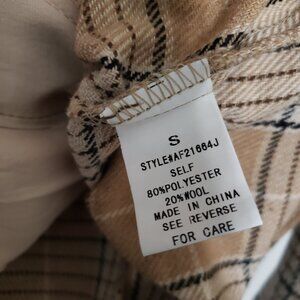 S
STYLE#AF21664J
SELF
80%POLYESTER
20%WOOL
MADE IN CHINA
SEE REVERSE
FOR CARE